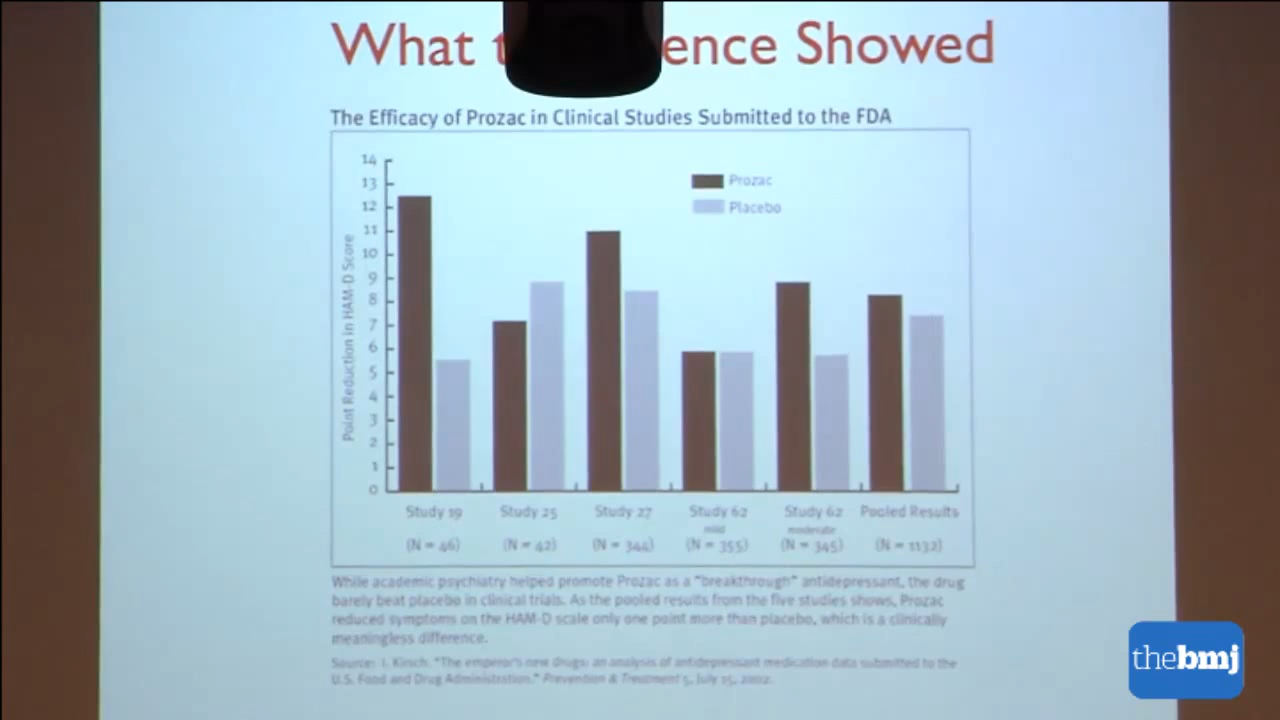 What t ence Showed
The Efficacy of Prozac in Clinical Studies Submitted to the FDA
Point Reduction in HAM-D Score
14
13
12
11
10
9
8
7
6
5
4
3
2
1
0
Prozac
Placebo
Study 19 Study 25 Study 27 Study 62 Study 62 Pooled Results
mild moderate
(N = 46) (N = 42) (N = 344) (N = 355) (N = 345) (N = 1132)
While academic psychiatry helped promote Prozac as a "breakthrough" antidepressant, the drug
barely beat placebo in clinical trials. As the pooled results from the five studies shows, Prozac
reduced symptoms on the HAM-D scale only one point more than placebo, which is a clinically
meaningless difference.
Source: I. Kirsch. "The emperor's new drugs: an analysis of antidepressant medication data submitted to the
U.S. Food and Drug Administration." Prevention & Treatment 5, July 15, 2002.
thebmj